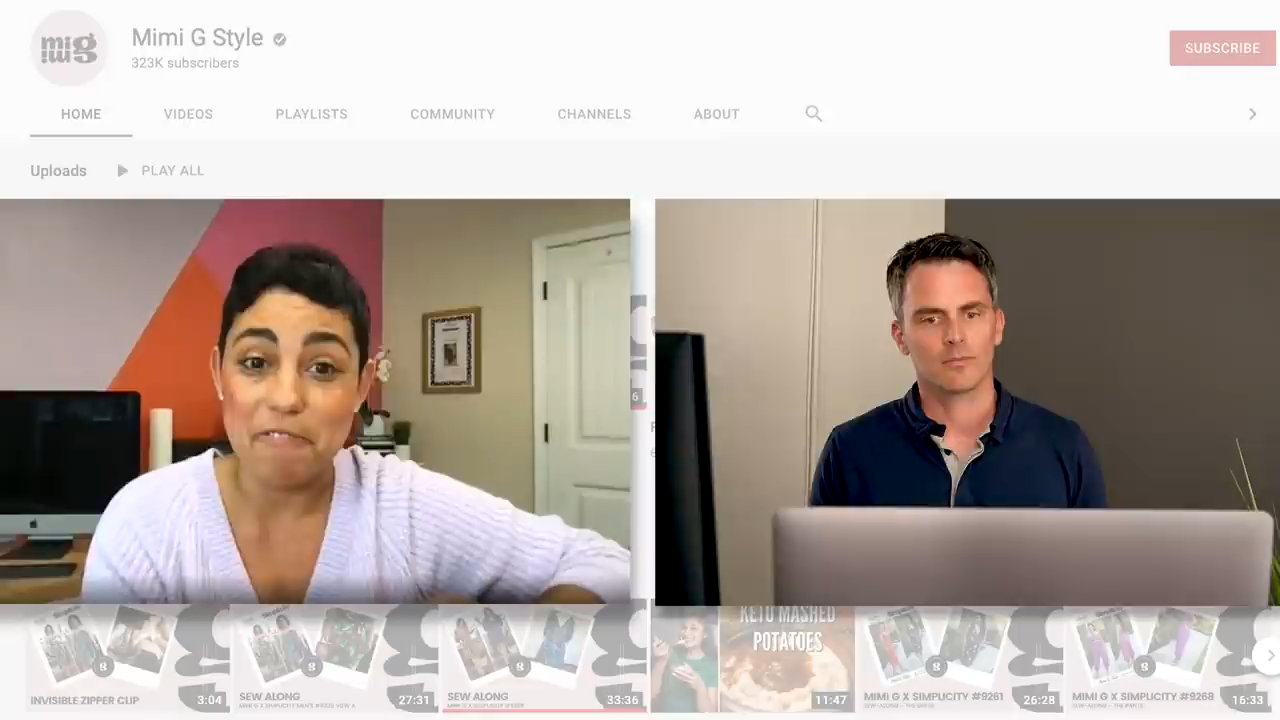 mig
Mimi G Style
323K subscribers
SUBSCRIBE
HOME
VIDEOS
PLAYLISTS
COMMUNITY
CHANNELS
ABOUT
Uploads
PLAY ALL
6
KETO MASHED
POTATOES
INVISIBLE ZIPPER CLIP
3:04
SEW ALONG
27:31
SEW ALONG
33:36
11:47
MIMI G X SIMPLICITY #9261
26:28
MIMI G X SIMPLICITY #9268
16:33